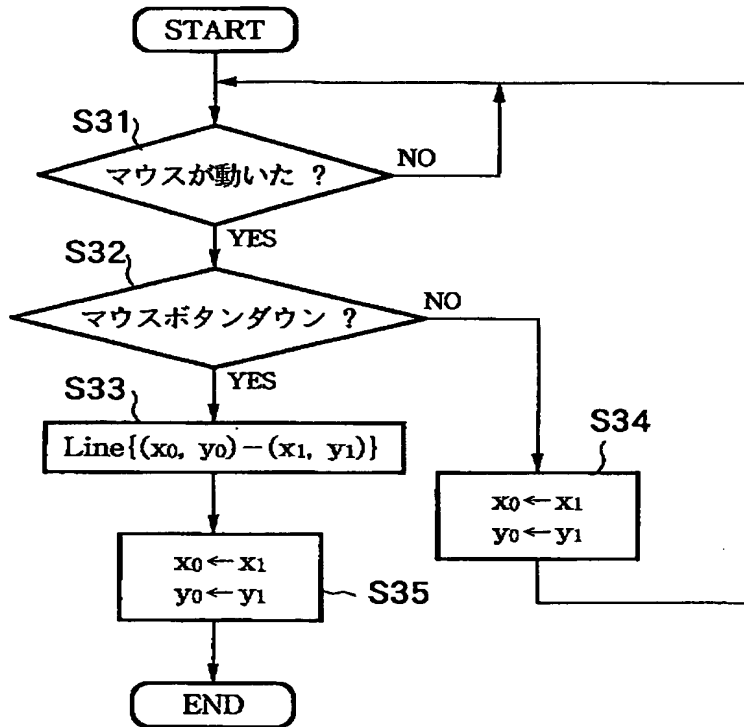 START
S31
マウスが動いた ?
NO
YES
S32
マウスボタンダウン ?
NO
YES
S33
Line{(x0, y0)-(x1, y1)}
S34
x0←x1
y0←y1
x0←x1
y0←y1
S35
END